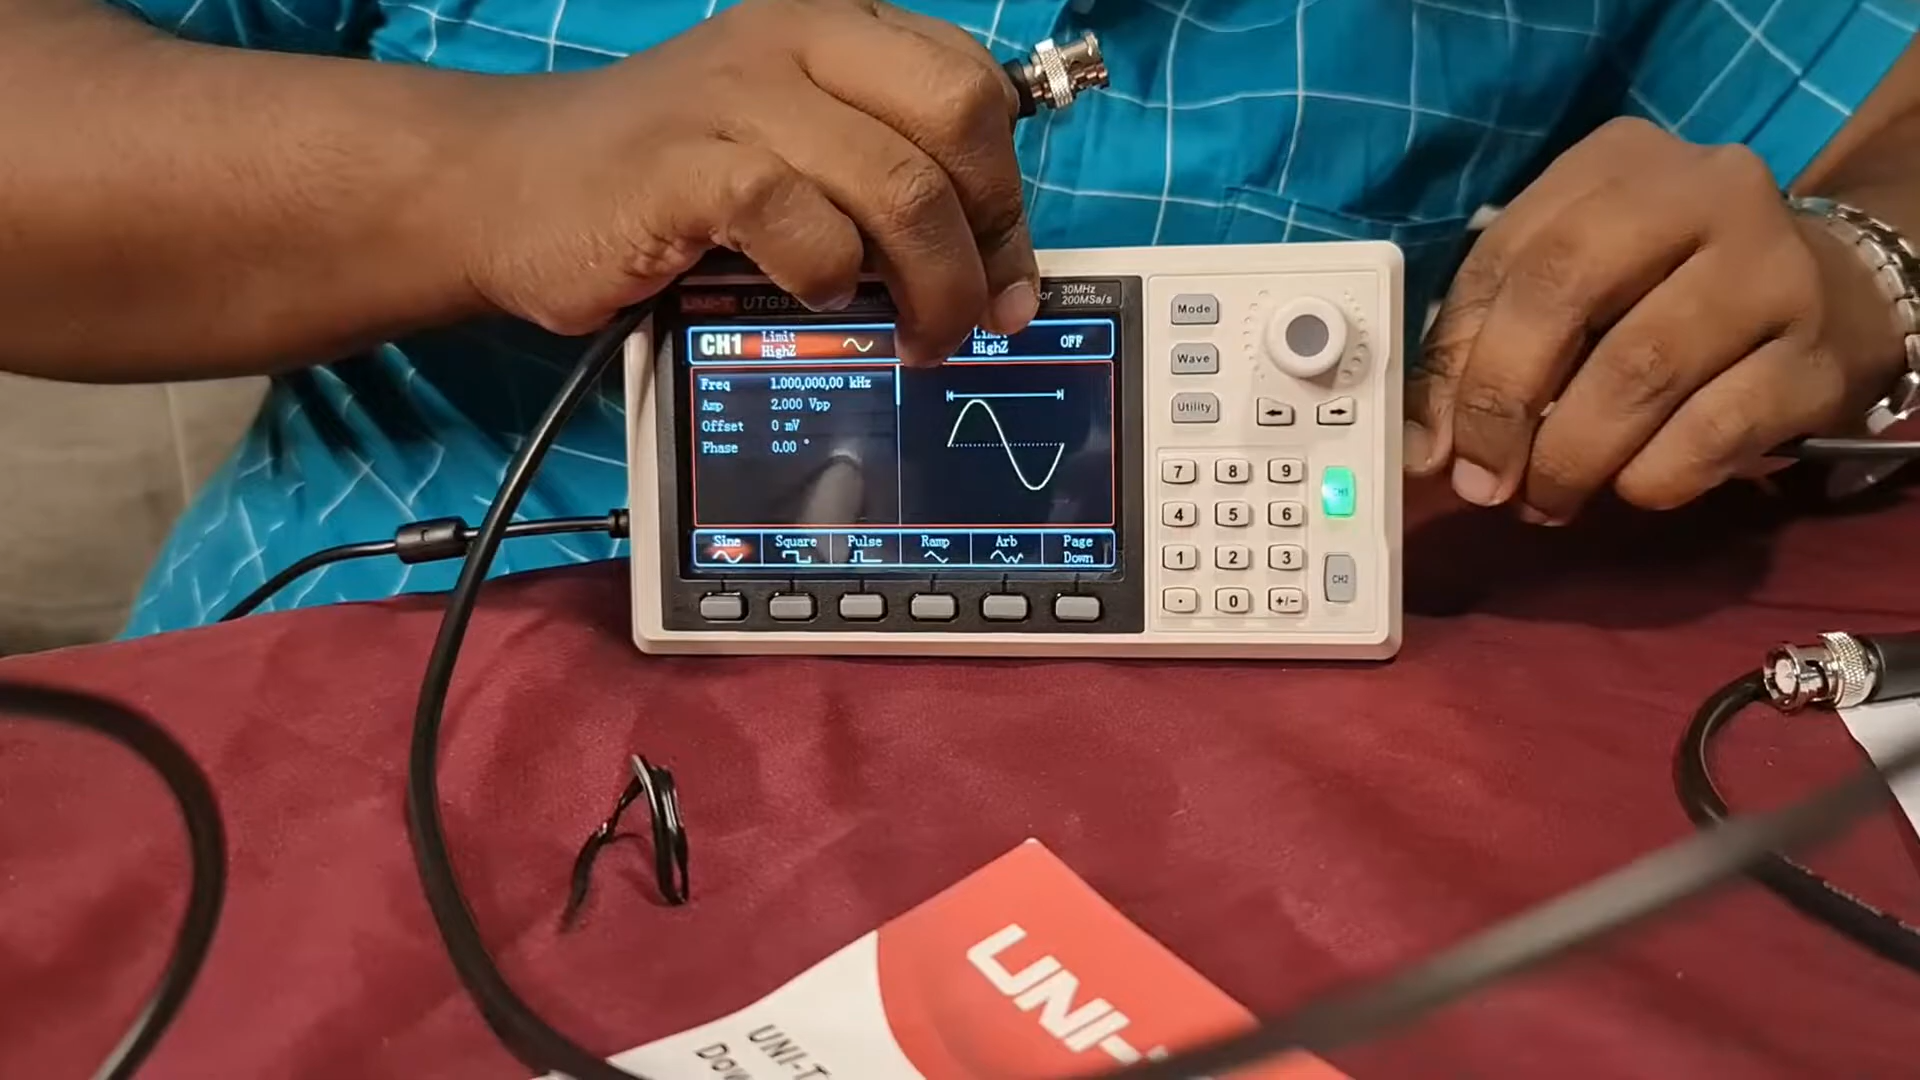 UNI-T
30MHz
200MSa/s
CH1 Limit HighZ
HighZ OFF
Freq 1.000,000,00 kHz
Amp 2.000 Vpp
Offset 0 mV
Phase 0.00 °
Sine Square Pulse Ramp Arb Page Down
Mode
Wave
Utility
7 8 9
4 5 6
1 2 3
. 0 +/-
CH1
CH2
UNI-
UNI-T